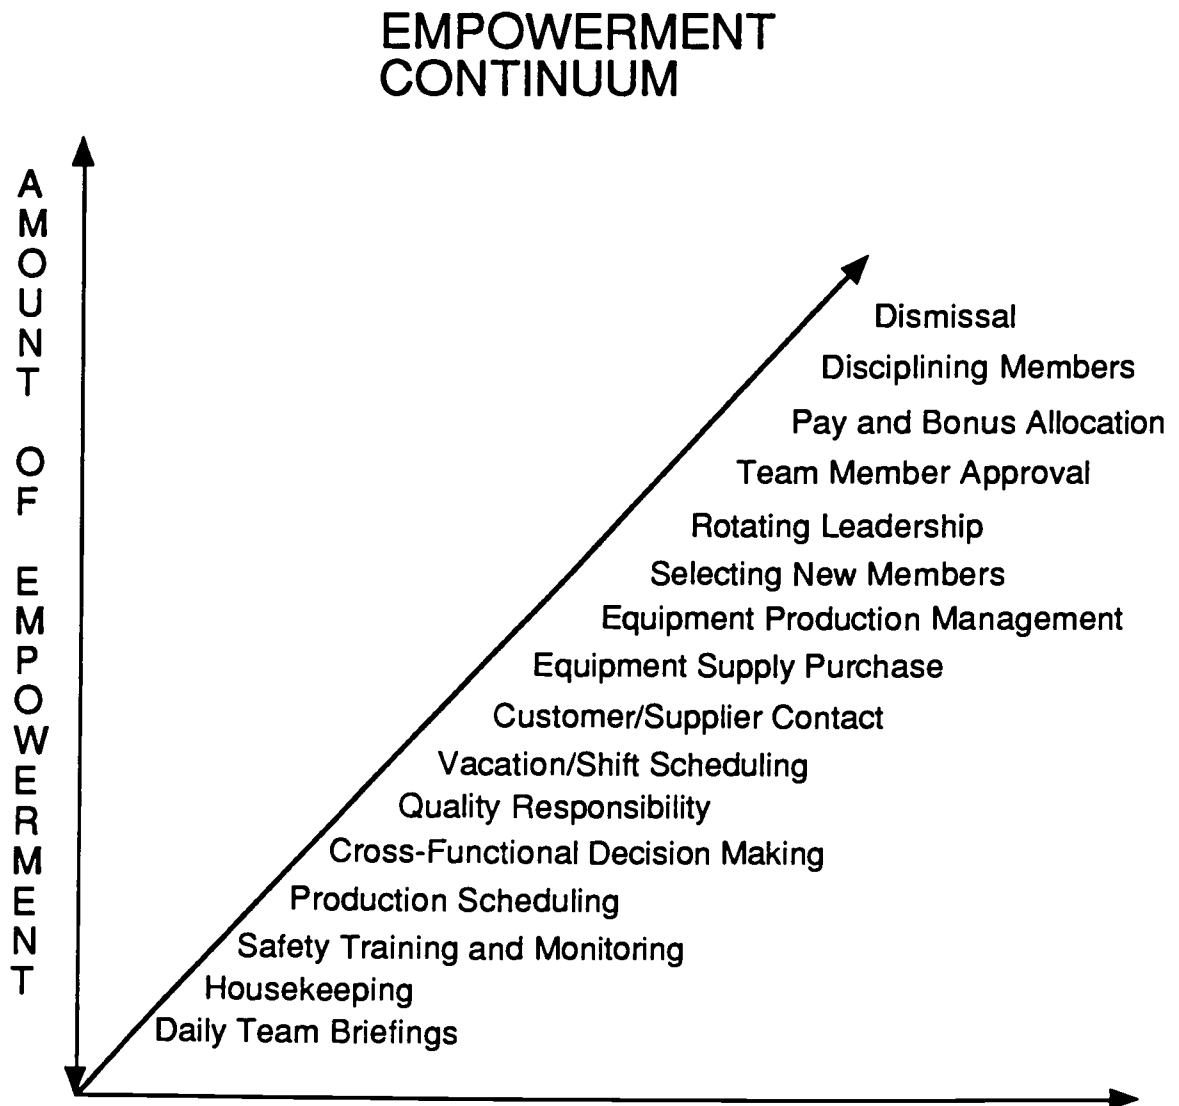 EMPOWERMENT
CONTINUUM
AMOUNT OF EMPOWERMENT
Dismissal
Disciplining Members
Pay and Bonus Allocation
Team Member Approval
Rotating Leadership
Selecting New Members
Equipment Production Management
Equipment Supply Purchase
Customer/Supplier Contact
Vacation/Shift Scheduling
Quality Responsibility
Cross-Functional Decision Making
Production Scheduling
Safety Training and Monitoring
Housekeeping
Daily Team Briefings